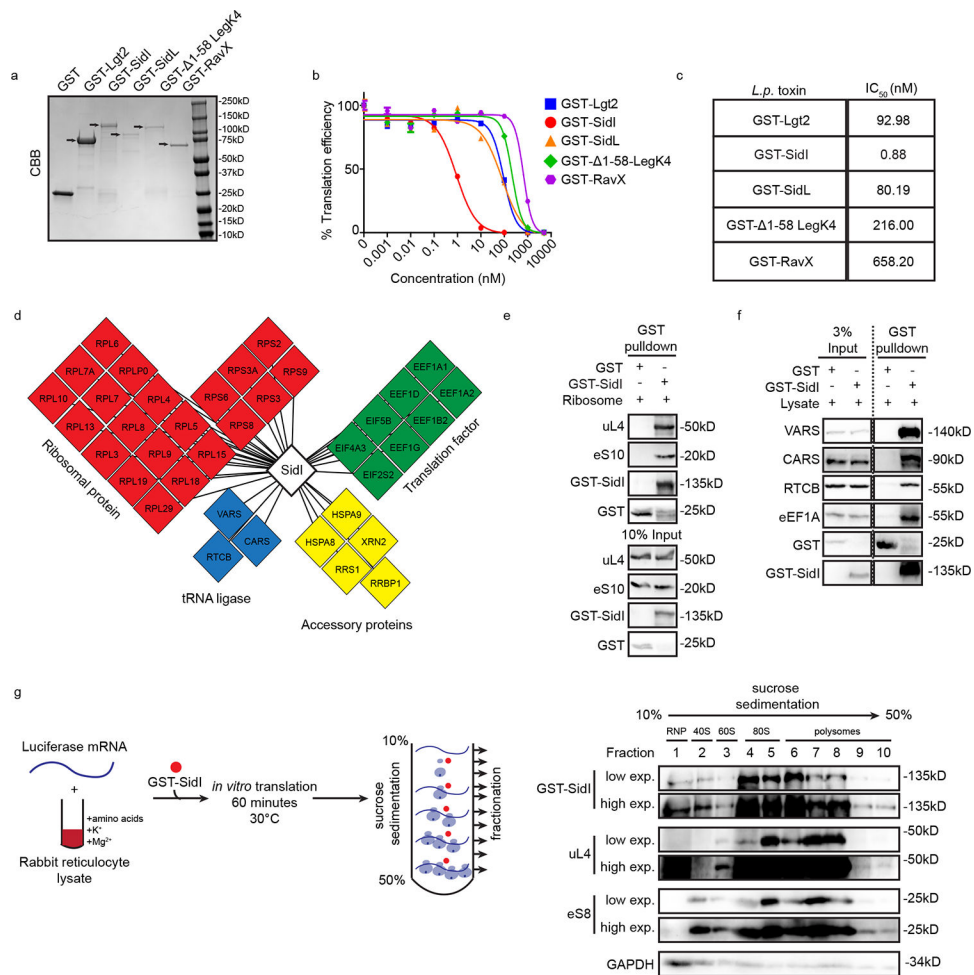 a
GST
GST-Lgt2
GST-SidI
GST-SidL
GST-Δ1-58 LegK4
GST-RavX
CBB
-250kD
-150kD
-100kD
-75kD
-50kD
-37kD
-25kD
-20kD
-15kD
-10kD
b
% Translation efficiency
100
50
0
0
0.001
0.01
0.1
1
10
100
1000
10000
Concentration (nM)
GST-Lgt2
GST-SidI
GST-SidL
GST-Δ1-58-LegK4
GST-RavX
c
L.p. toxin IC50 (nM)
GST-Lgt2 92.98
GST-SidI 0.88
GST-SidL 80.19
GST-Δ1-58 LegK4 216.00
GST-RavX 658.20
d
RPL6
RPL7A RPLP0
RPL10 RPL7 RPL4
RPL13 RPL8 RPL5
RPL3 RPL9 RPL15
RPL19 RPL18
RPL29
Ribosomal protein
RPS2
RPS3A RPS9
RPS6 RPS3
RPS8
EEF1A1
EEF1D EEF1A2
EIF5B EEF1B2
EIF4A3 EEF1G
EIF2S2
Translation factor
SidI
VARS
RTCB CARS
tRNA ligase
HSPA9
HSPA8 XRN2
RRS1 RRBP1
Accessory proteins
e
GST
pulldown
GST + 
GST-SidI +
Ribosome + +
uL4 -50kD
eS10 -20kD
GST-SidI -135kD
GST -25kD
10% Input
uL4 -50kD
eS10 -20kD
GST-SidI -135kD
GST -25kD
f
3%
Input
GST
pulldown
GST + +
GST-SidI + +
Lysate + + + +
VARS -140kD
CARS -90kD
RTCB -55kD
eEF1A -55kD
GST -25kD
GST-SidI -135kD
g
Luciferase mRNA
+
+amino acids
+K+
+Mg2+
Rabbit reticulocyte
lysate
GST-SidI
in vitro translation
60 minutes
30°C
10%
sucrose
sedimentation
50%
fractionation
sucrose
sedimentation
10% 50%
RNP 40S 60S 80S polysomes
Fraction 1 2 3 4 5 6 7 8 9 10
GST-SidI
low exp. -135kD
high exp. -135kD
uL4
low exp. -50kD
high exp. -50kD
eS8
low exp. -25kD
high exp. -25kD
GAPDH -34kD